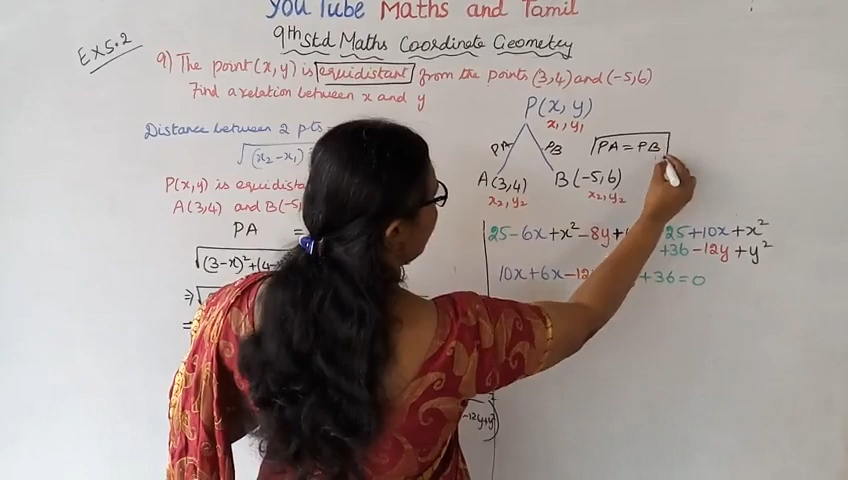 YouTube Maths and Tamil
9th Std Maths Coordinate Geometry
EX 5.2
9) The point (x, y) is equidistant from the points (3,4) and (-5,6)
Find a relation between x and y
Distance between 2 pts
√(x₂-x₁)
P(x,y) is equidista
A(3,4) and B(-5,
PA =
√(3-x)²+(4-
⇒√
P(x, y)
x₁, y₁
PA PB
PA = PB
A(3,4) B(-5,6)
x₂, y₂ x₂, y₂
25-6x+x²-8y+ 25+10x+x²
+36-12y+y²
10x+6x-12 +36=0
-12y+y²)